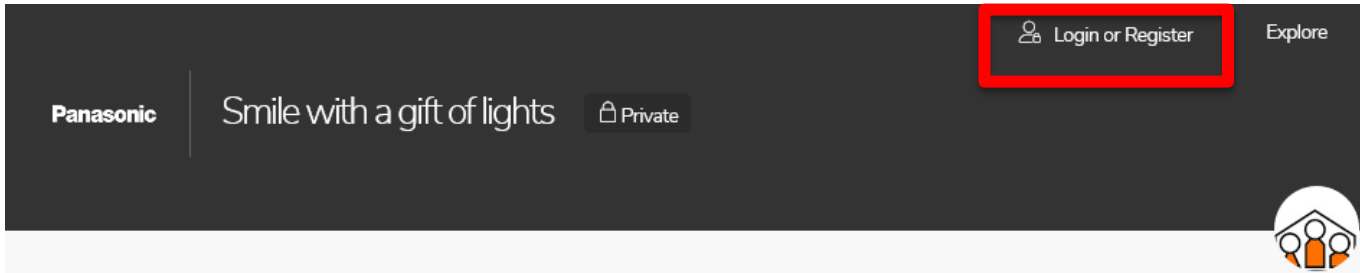 Login or Register Explore
Panasonic Smile with a gift of lights Private